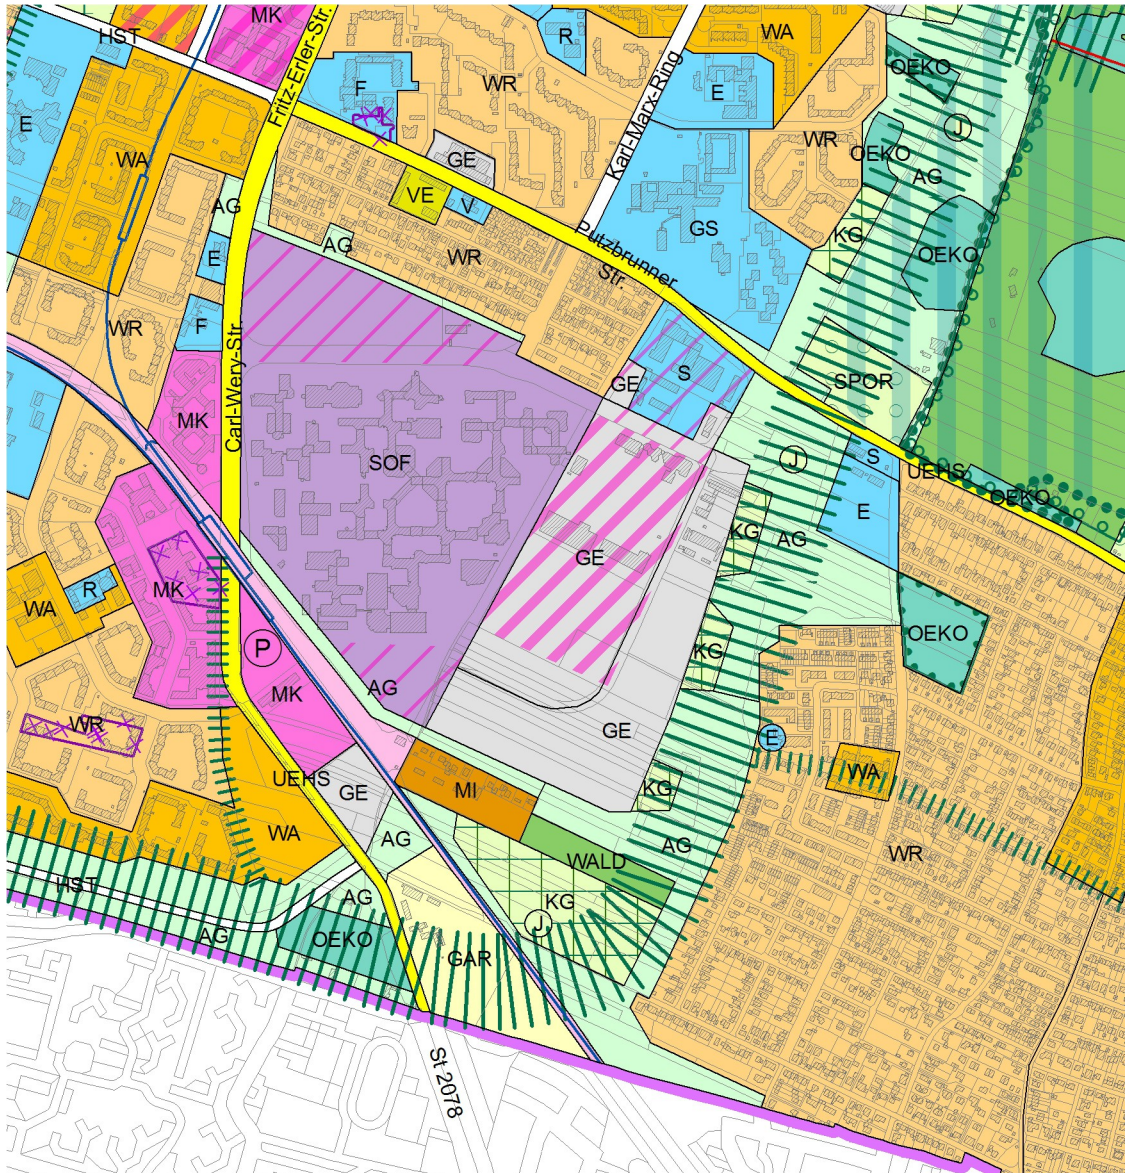 MK
HST
Fritz-Erler-Str.
R
WA
E
F
WR
Karl-Marx-Ring
E
OEKO
J
WA
GE
WR
OEKO
AG
VE
V
AG
GS
KG
E
AG
WR
Putzbrunner
Str.
OEKO
WR
F
Carl-Wery-Str.
MK
GE
S
SPOR
SOF
J
S
UEHS
OEKO
E
KG
AG
GE
WA
R
MK
OEKO
P
KG
MK
AG
WR
GE
E
UEHS
GE
MI
KG
WA
WA
AG
WALD
AG
WR
HST
AG
KG
AG
OEKO
J
GAR
St 2078